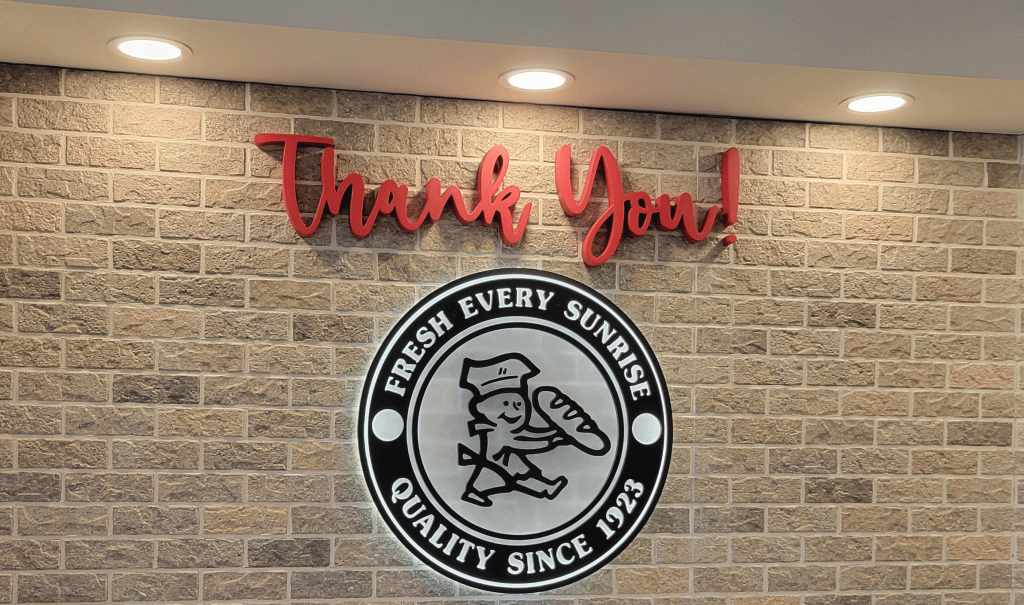 Thank You!
FRESH EVERY SUNRISE
QUALITY SINCE 1923